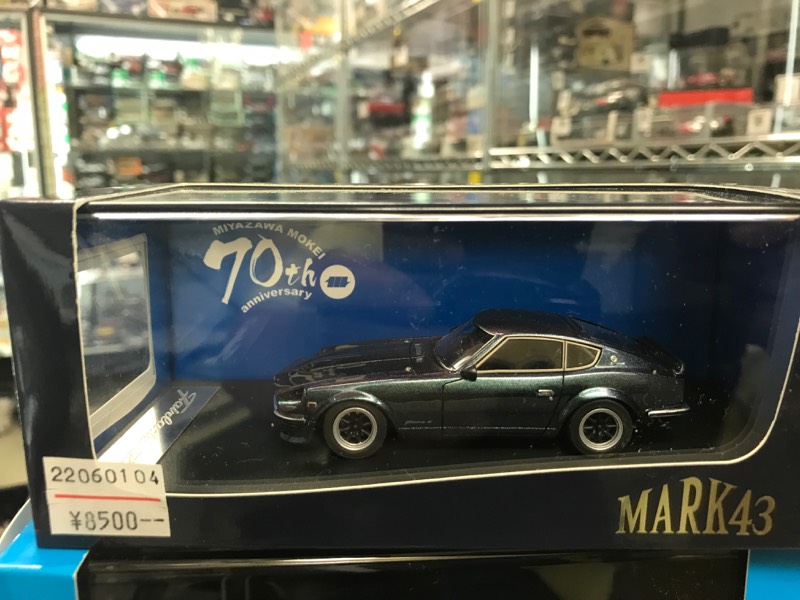 MIYAZAWA MOKEI
70th
anniversary
22060104
¥8500--
MARK43